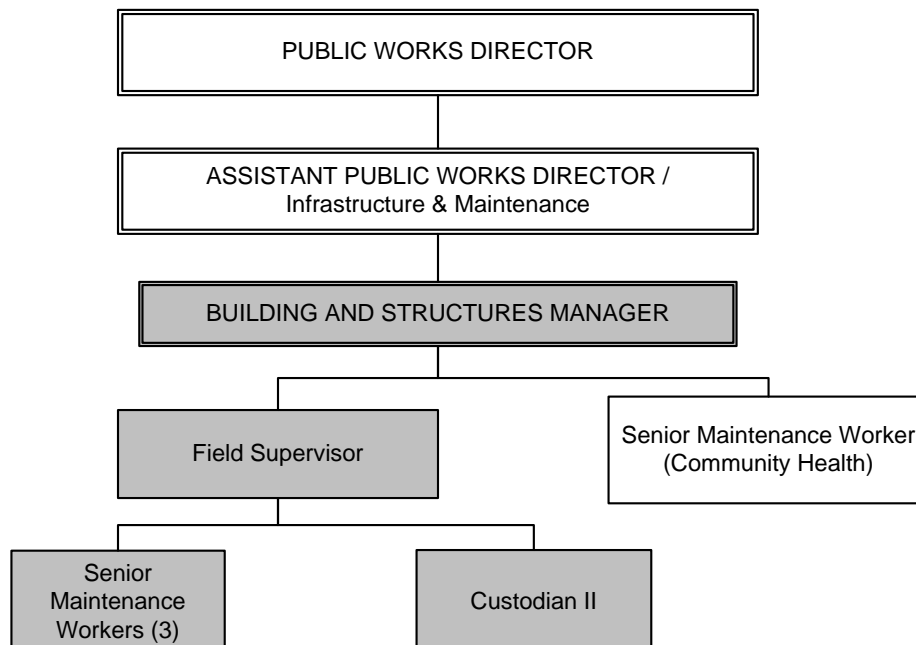 PUBLIC WORKS DIRECTOR
ASSISTANT PUBLIC WORKS DIRECTOR /
Infrastructure & Maintenance
BUILDING AND STRUCTURES MANAGER
Field Supervisor
Senior Maintenance Worker
(Community Health)
Senior
Maintenance
Workers (3)
Custodian II